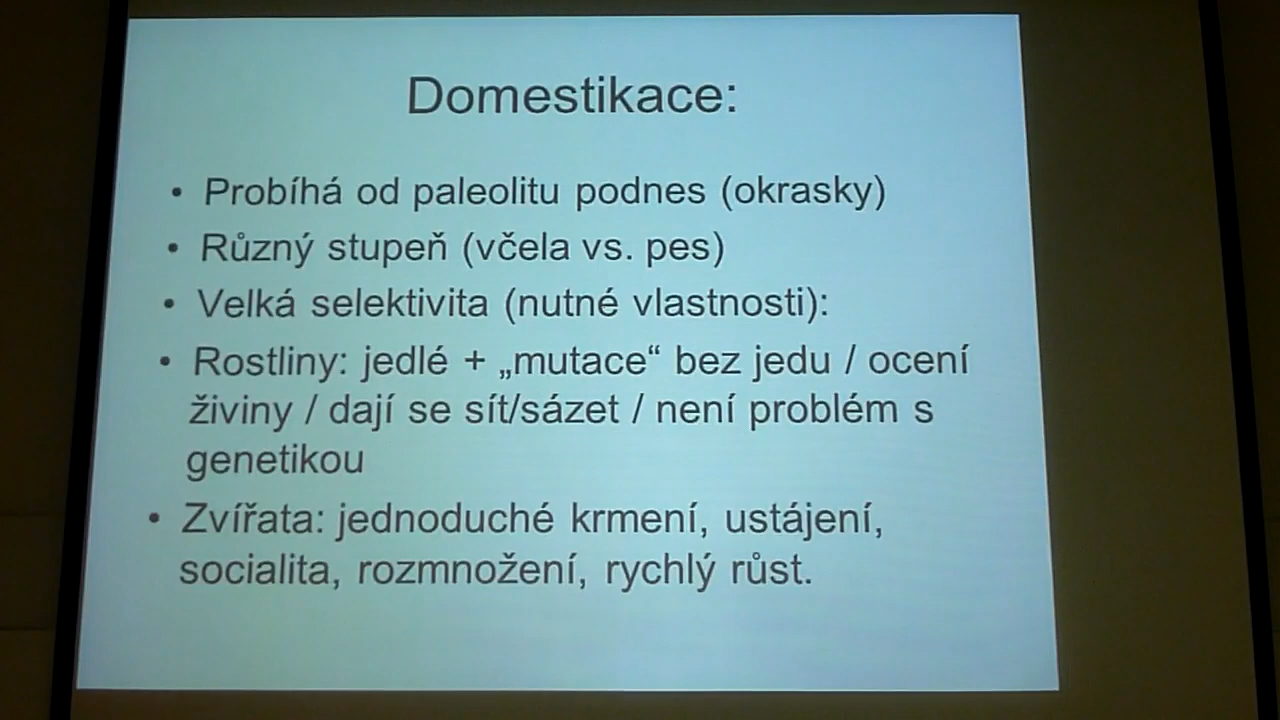 Domestikace:
• Probíhá od paleolitu podnes (okrasky)
• Různý stupeň (včela vs. pes)
• Velká selektivita (nutné vlastnosti):
• Rostliny: jedlé + „mutace“ bez jedu / ocení
živiny / dají se sít/sázet / není problém s
genetikou
• Zvířata: jednoduché krmení, ustájení,
socialita, rozmnožení, rychlý růst.